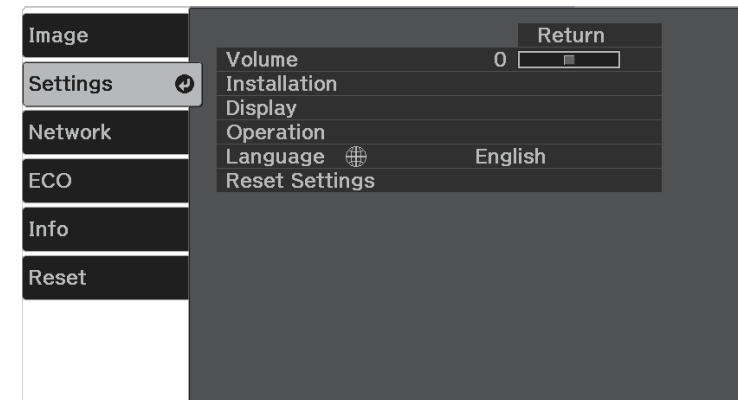 Image
Settings
Network
ECO
Info
Reset
Return
Volume 0
Installation
Display
Operation
Language English
Reset Settings